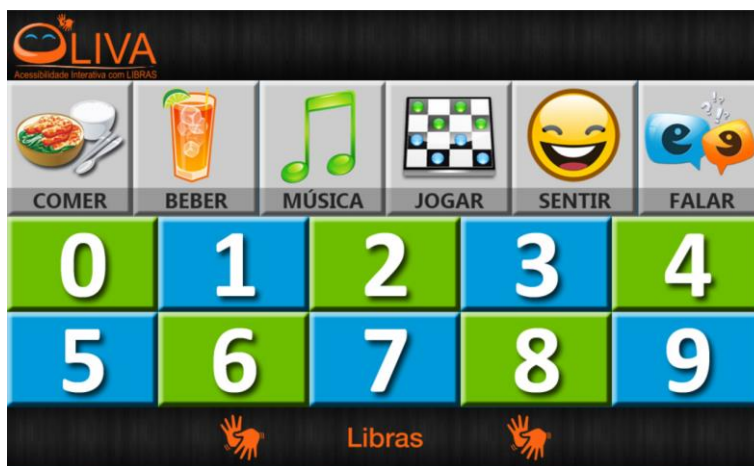 OLIVA
Acessibilidade Interativa com LIBRAS
COMER BEBER MÚSICA JOGAR SENTIR FALAR
0 1 2 3 4
5 6 7 8 9
Libras